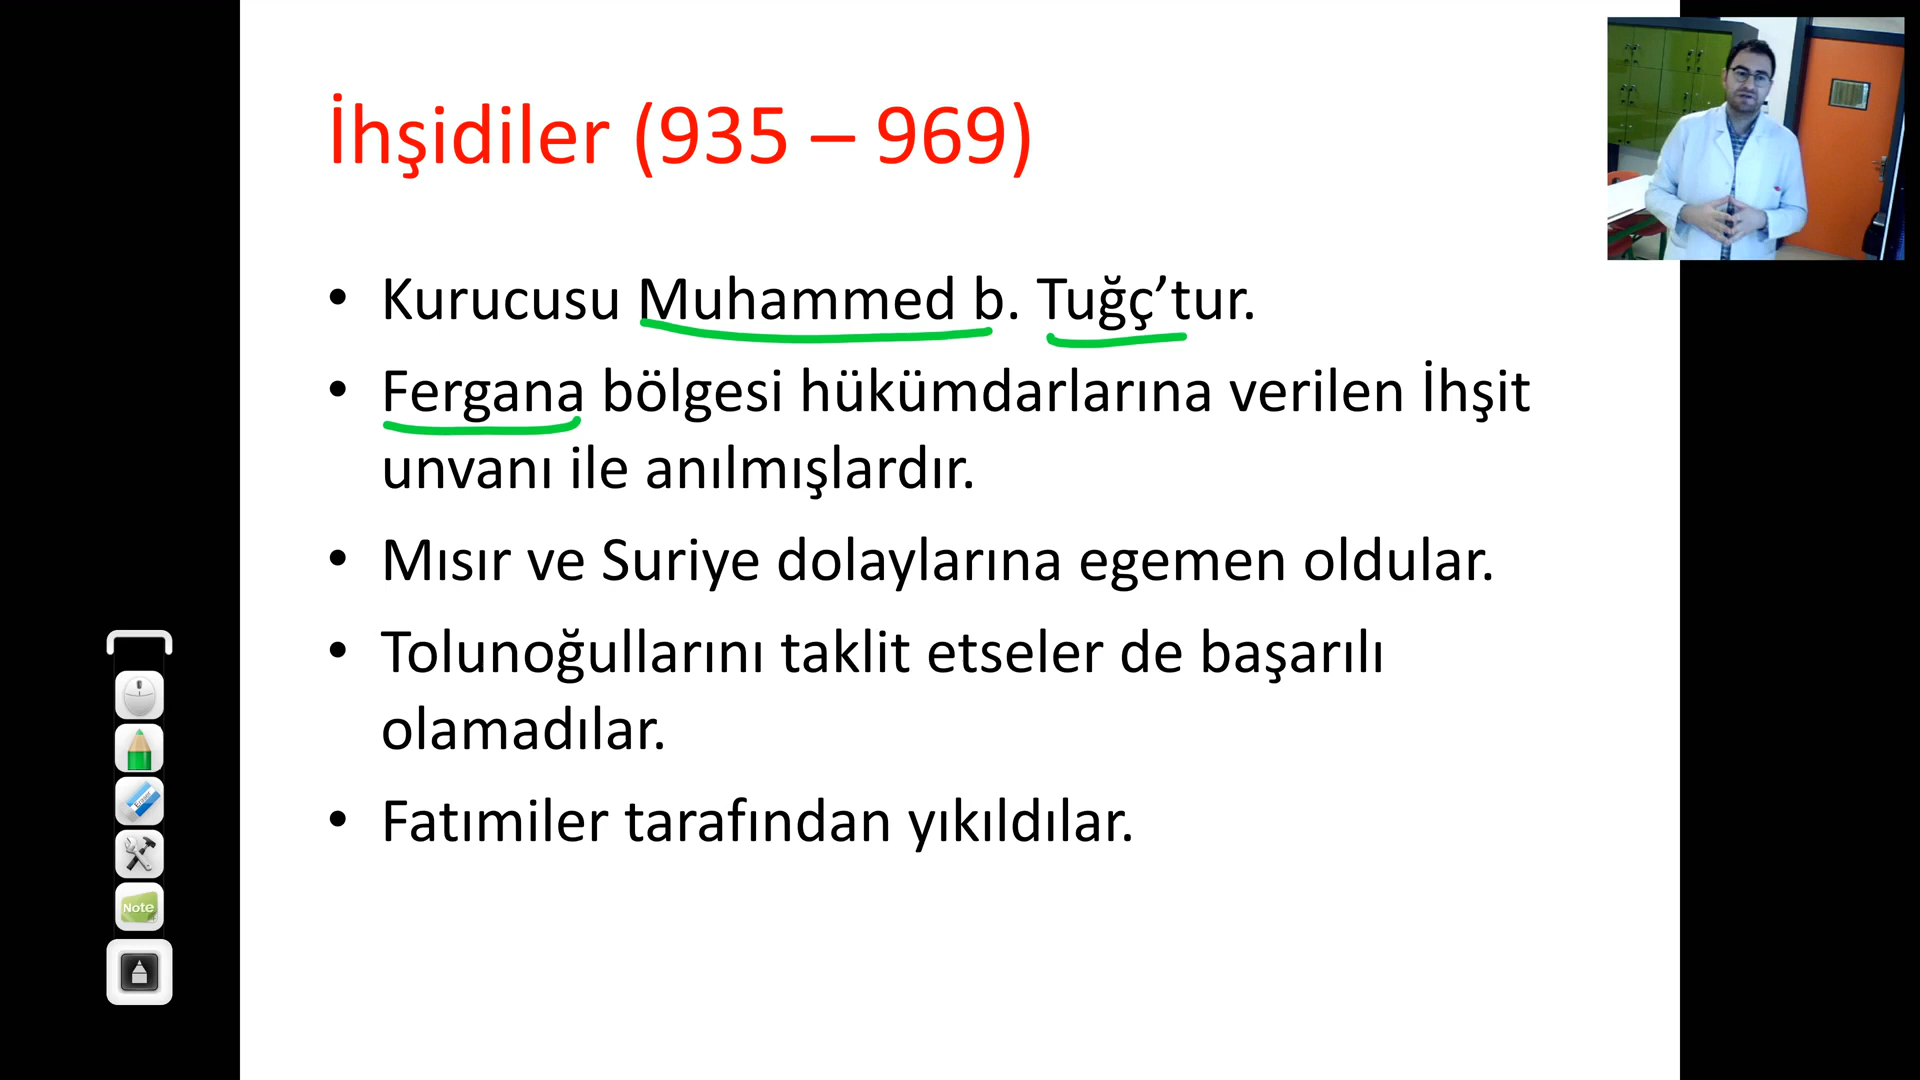 İhşidiler (935 – 969)
• Kurucusu Muhammed b. Tuğç’tur.
• Fergana bölgesi hükümdarlarına verilen İhşit
unvanı ile anılmışlardır.
• Mısır ve Suriye dolaylarına egemen oldular.
• Tolunoğullarını taklit etseler de başarılı
olamadılar.
• Fatımiler tarafından yıkıldılar.
Eraser
Note